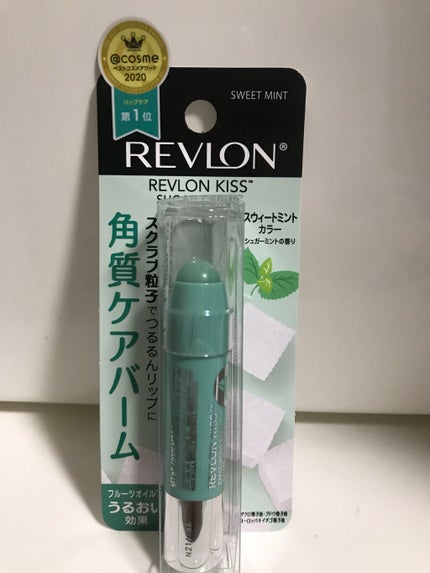 @cosme
ベストコスメアワード
2020
リップケア
第1位
SWEET MINT
REVLON®
REVLON KISS™
スウィートミント
カラー
シュガーミントの香り
角質ケアバーム
スクラブ粒子でつるるんリップに
フルーツオイル
うるおい
効果
REVLON KISS™